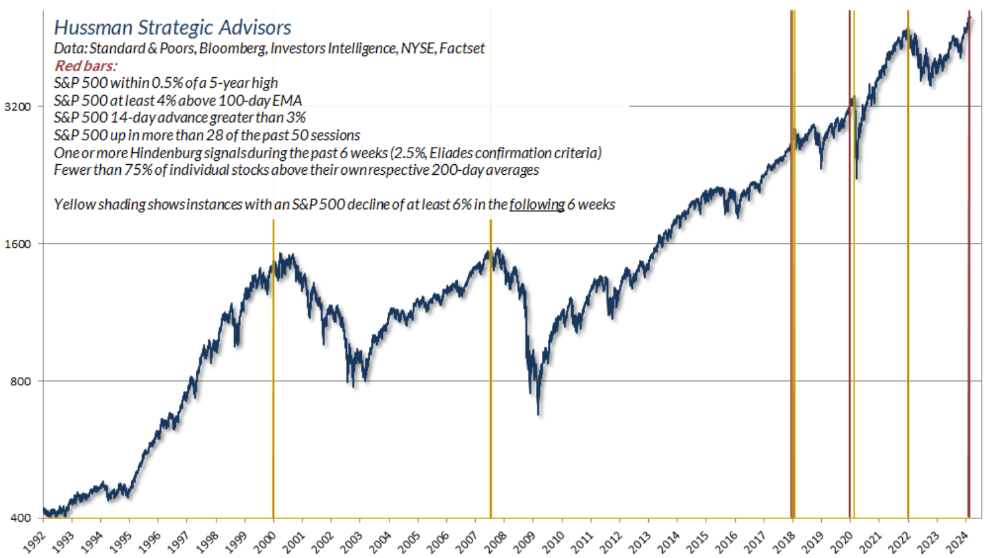 Hussman Strategic Advisors
Data: Standard & Poors, Bloomberg, Investors Intelligence, NYSE, Factset
Red bars:
S&P 500 within 0.5% of a 5-year high
S&P 500 at least 4% above 100-day EMA
3200
S&P 500 14-day advance greater than 3%
S&P 500 up in more than 28 of the past 50 sessions
One or more Hindenburg signals during the past 6 weeks (2.5%, Eliades confirmation criteria)
Fewer than 75% of individual stocks above their own respective 200-day averages
Yellow shading shows instances with an S&P 500 decline of at least 6% in the following 6 weeks
1600
800
400
1992 1993 1994 1995 1996 1997 1998 1999 2000 2001 2002 2003 2004 2005 2006 2007 2008 2009 2010 2011 2012 2013 2014 2015 2016 2017 2018 2019 2020 2021 2022 2023 2024